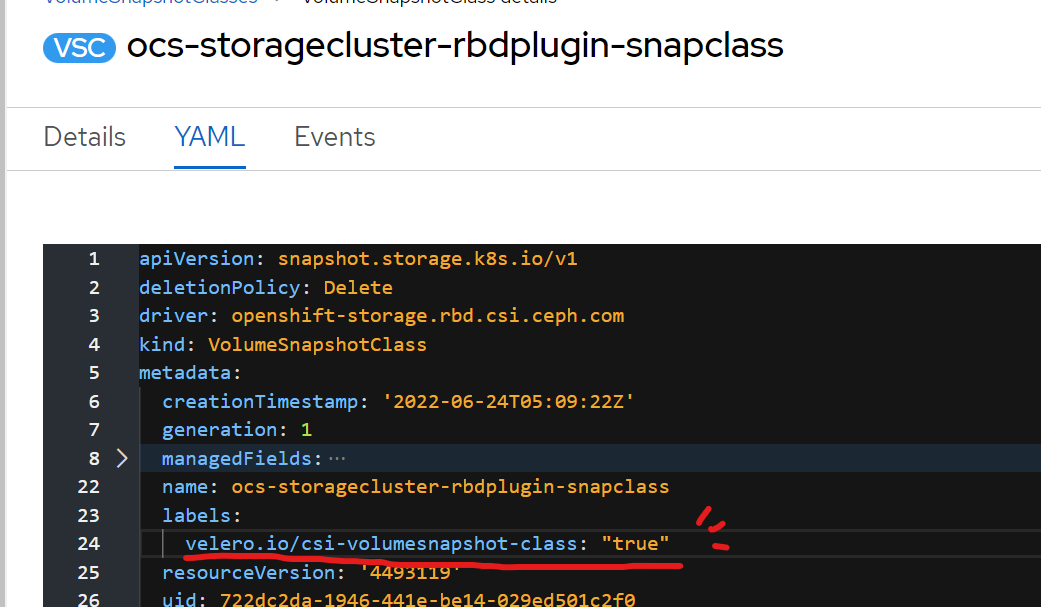 VolumeSnapshotClasses > VolumeSnapshotClass details
VSC ocs-storagecluster-rbdplugin-snapclass
Details YAML Events
1 apiVersion: snapshot.storage.k8s.io/v1
2 deletionPolicy: Delete
3 driver: openshift-storage.rbd.csi.ceph.com
4 kind: VolumeSnapshotClass
5 metadata:
6 creationTimestamp: '2022-06-24T05:09:22Z'
7 generation: 1
8 managedFields:···
22 name: ocs-storagecluster-rbdplugin-snapclass
23 labels:
24 velero.io/csi-volumesnapshot-class: "true"
25 resourceVersion: '4493119'
26 uid: 722dc2da-1946-441e-be14-029ed501c2f0